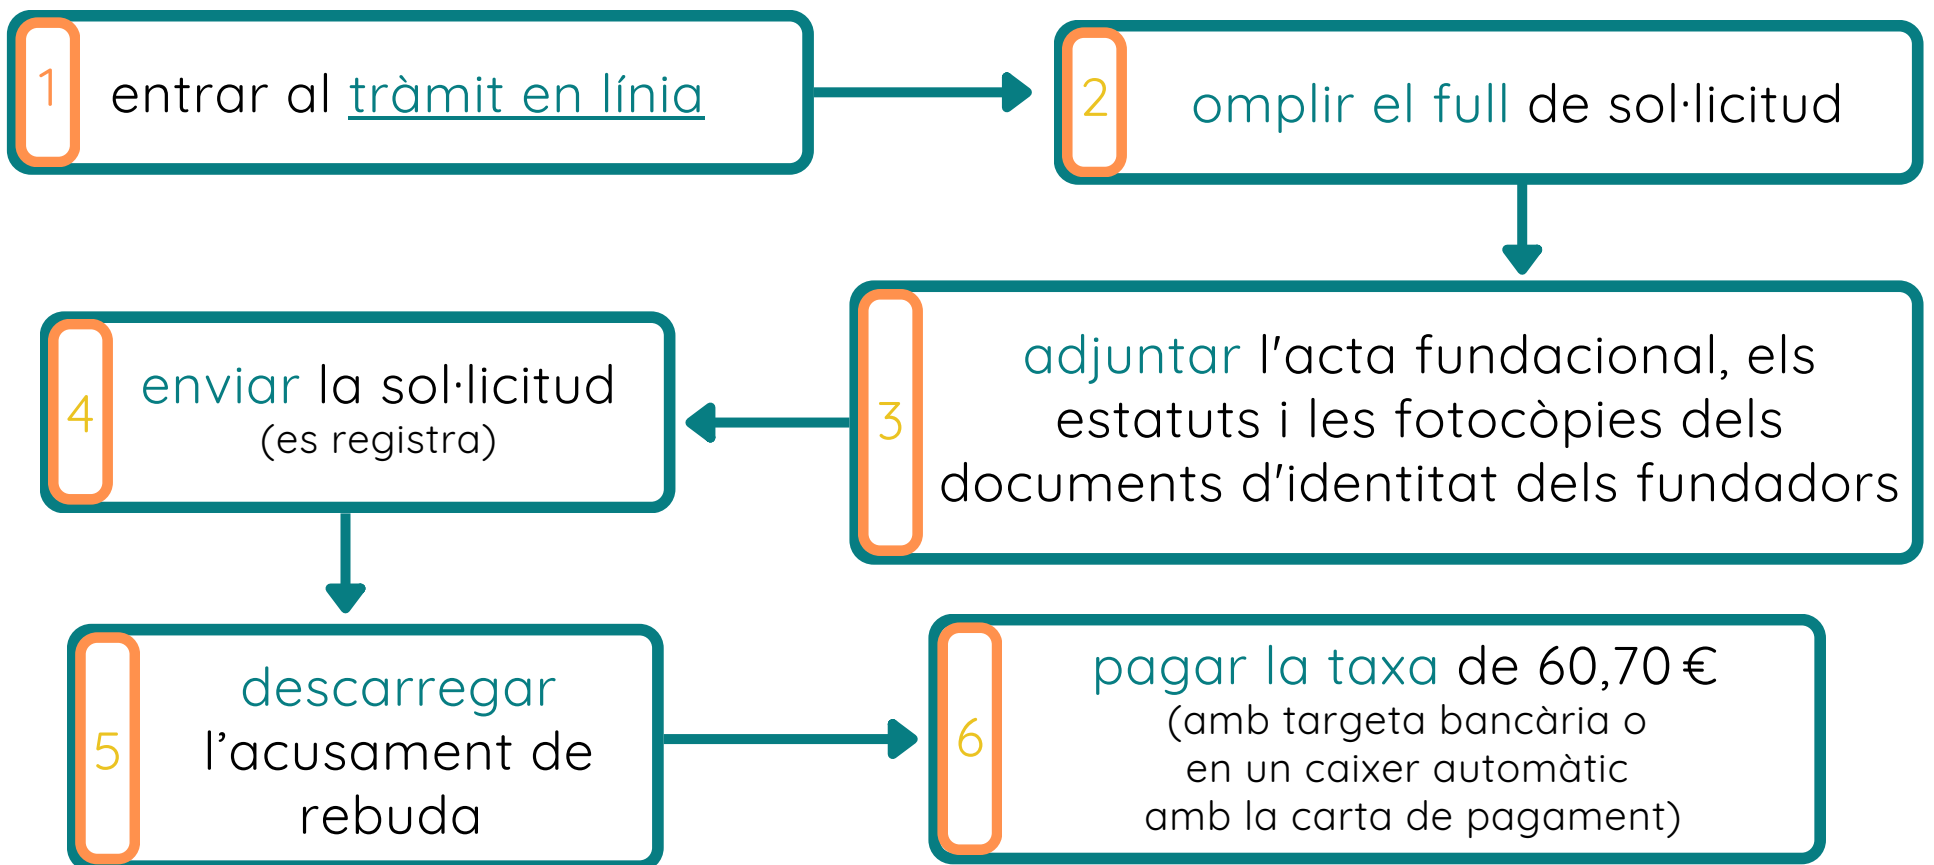 1
entrar al tràmit en línia
2
omplir el full de sol·licitud
3
adjuntar l'acta fundacional, els
estatuts i les fotocòpies dels
documents d'identitat dels fundadors
4
enviar la sol·licitud
(es registra)
5
descarregar
l’acusament de
rebuda
6
pagar la taxa de 60,70 €
(amb targeta bancària o
en un caixer automàtic
amb la carta de pagament)